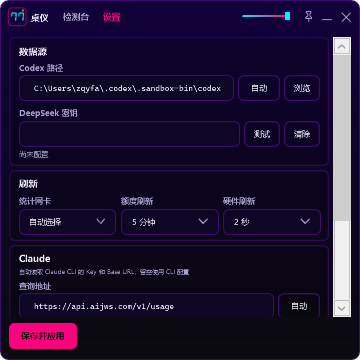 桌仪 检测台 设置
数据源
Codex 路径
C:\Users\zqyfa\.codex\.sandbox-bin\codex 自动 浏览
DeepSeek 密钥
测试 清除
尚未配置
刷新
统计网卡 额度刷新 硬件刷新
自动选择 5 分钟 2 秒
Claude
自动读取 Claude CLI 的 Key 和 Base URL；留空使用 CLI 配置
查询地址
https://api.aijws.com/v1/usage 自动
保存并应用